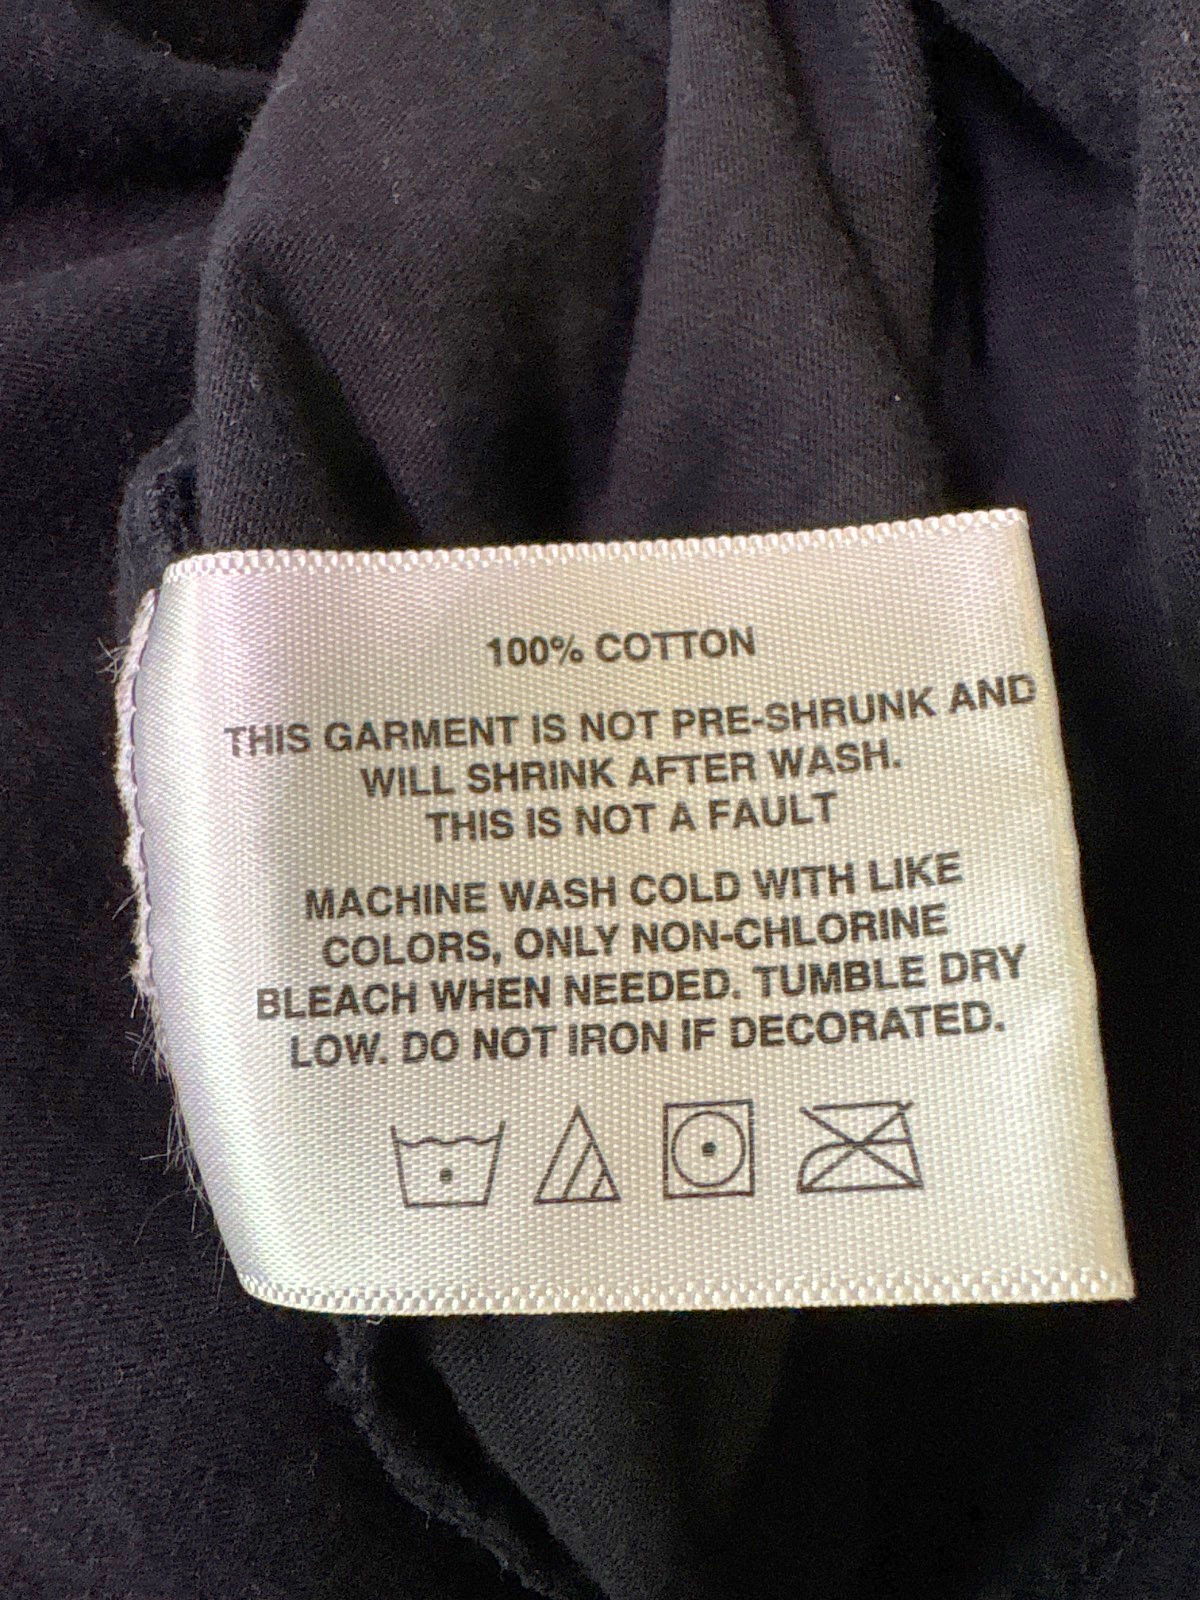 100% COTTON
THIS GARMENT IS NOT PRE-SHRUNK AND
WILL SHRINK AFTER WASH.
THIS IS NOT A FAULT
MACHINE WASH COLD WITH LIKE
COLORS, ONLY NON-CHLORINE
BLEACH WHEN NEEDED. TUMBLE DRY
LOW. DO NOT IRON IF DECORATED.